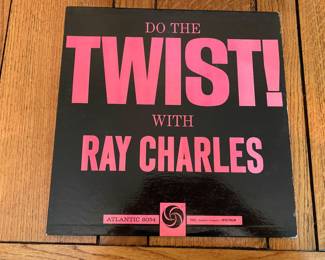 DO THE
TWIST!
WITH
RAY CHARLES
ATLANTIC 8054